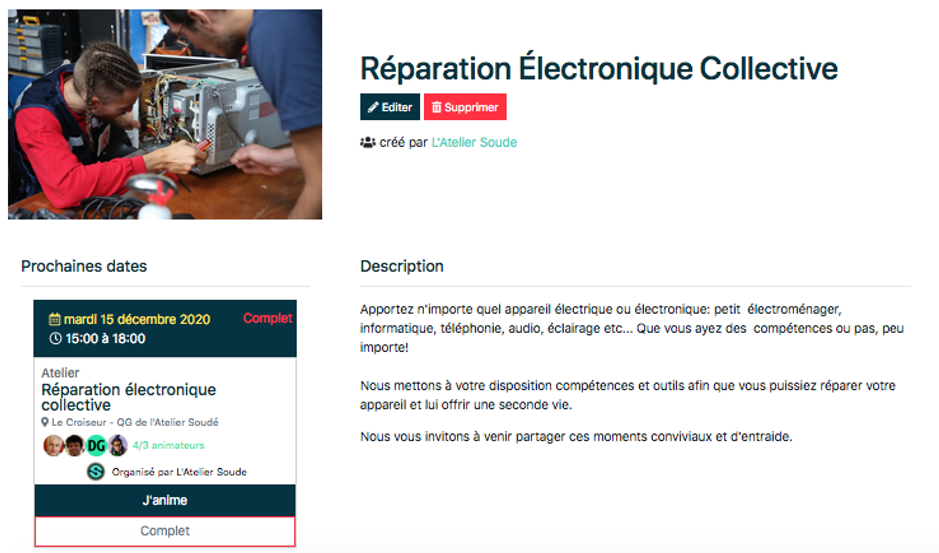 Réparation Électronique Collective
Editer Supprimer
créé par L'Atelier Soude
Prochaines dates
mardi 15 décembre 2020 Complet
15:00 à 18:00
Atelier
Réparation électronique
collective
Le Croiseur - QG de l'Atelier Soudé
DG 4/3 animateurs
Organisé par L'Atelier Soude
J'anime
Complet
Description
Apportez n'importe quel appareil électrique ou électronique: petit électroménager,
informatique, téléphonie, audio, éclairage etc... Que vous ayez des compétences ou pas, peu
importe!
Nous mettons à votre disposition compétences et outils afin que vous puissiez réparer votre
appareil et lui offrir une seconde vie.
Nous vous invitons à venir partager ces moments conviviaux et d'entraide.